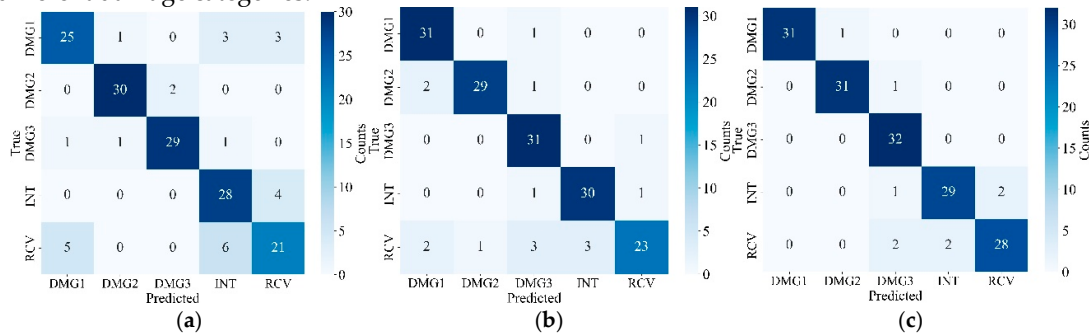 different damage categories.
DMG1 25 1 0 3 3
DMG2 0 30 2 0 0
DMG3 1 1 29 1 0
INT 0 0 0 28 4
RCV 5 0 0 6 21
DMG1 DMG2 DMG3 INT RCV
True
Predicted
30
25
20
15
10
5
0
Counts
(a)
DMG1 31 0 1 0 0
DMG2 2 29 1 0 0
DMG3 0 0 31 0 1
INT 0 0 1 30 1
RCV 2 1 3 3 23
DMG1 DMG2 DMG3 INT RCV
True
Predicted
30
25
20
15
10
5
0
Counts
(b)
DMG1 31 1 0 0 0
DMG2 0 31 1 0 0
DMG3 0 0 32 0 0
INT 0 0 1 29 2
RCV 0 0 2 2 28
DMG1 DMG2 DMG3 INT RCV
True
Predicted
30
25
20
15
10
5
0
Counts
(c)